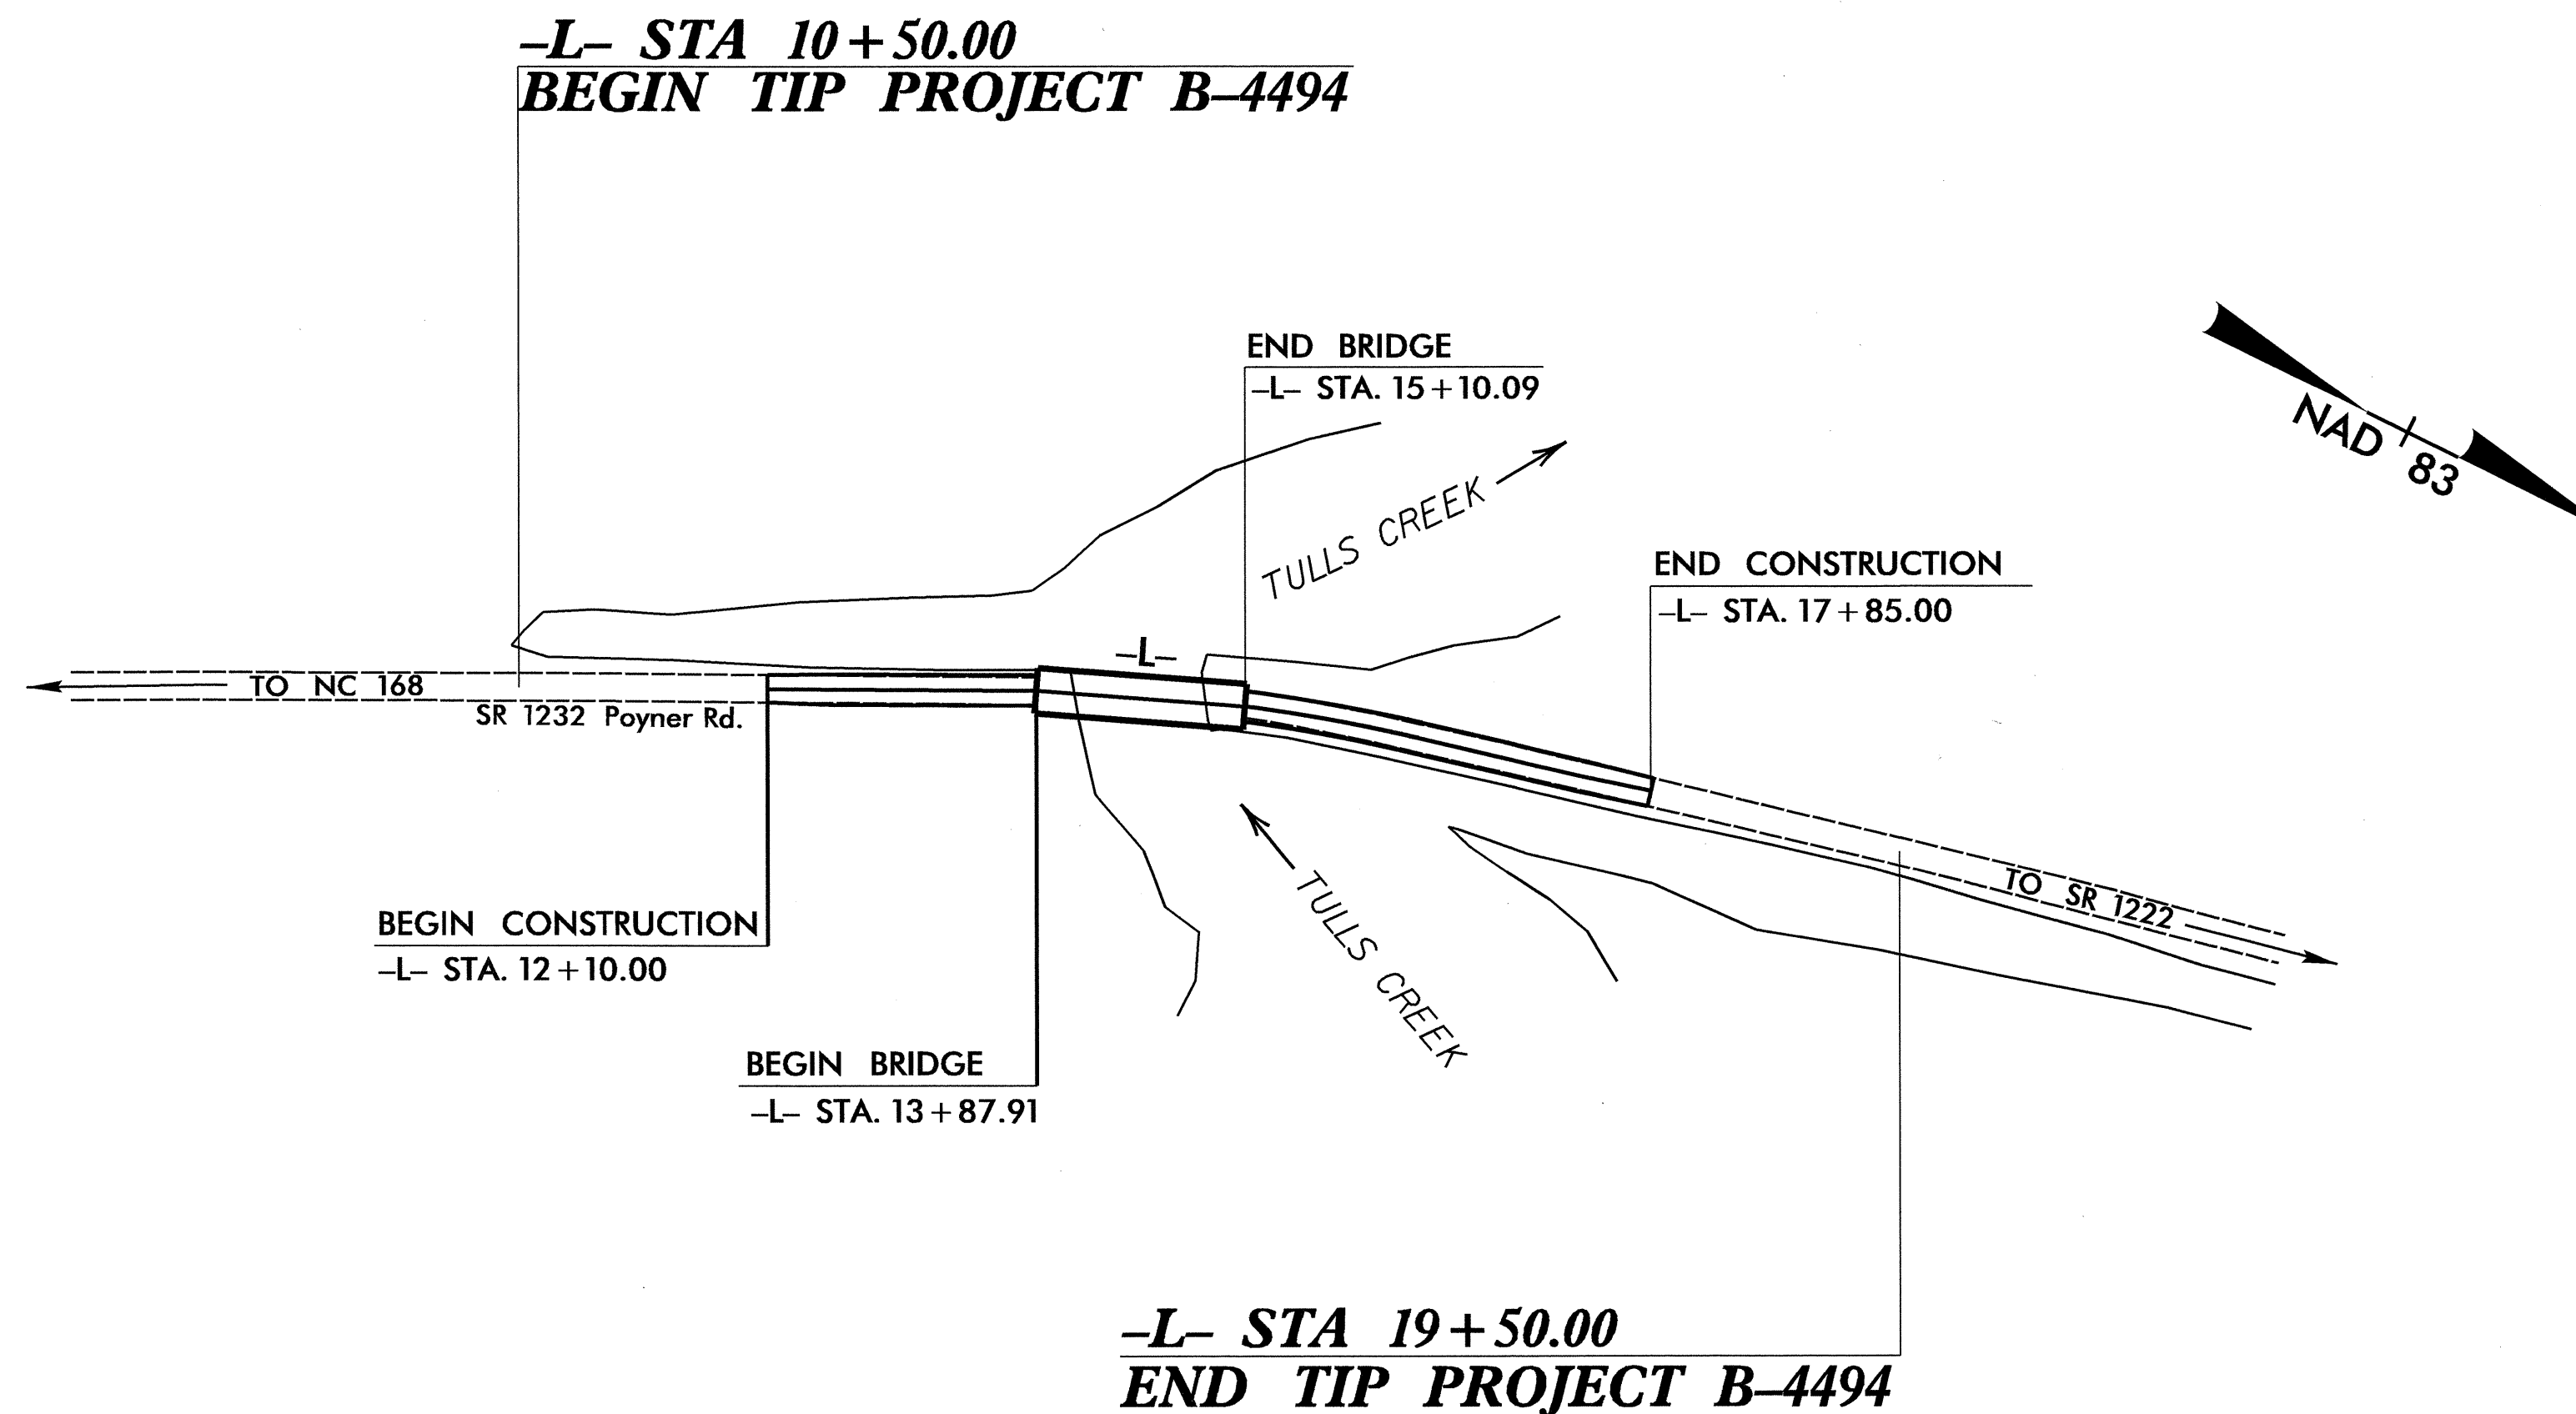 –L– STA 10+50.00
BEGIN TIP PROJECT B–4494
END BRIDGE
–L– STA. 15+10.09
NAD 83
TULLS CREEK
END CONSTRUCTION
–L– STA. 17+85.00
–L–
TO NC 168
SR 1232 Poyner Rd.
TO SR 1222
TULLS CREEK
BEGIN CONSTRUCTION
–L– STA. 12+10.00
BEGIN BRIDGE
–L– STA. 13+87.91
–L– STA 19+50.00
END TIP PROJECT B–4494